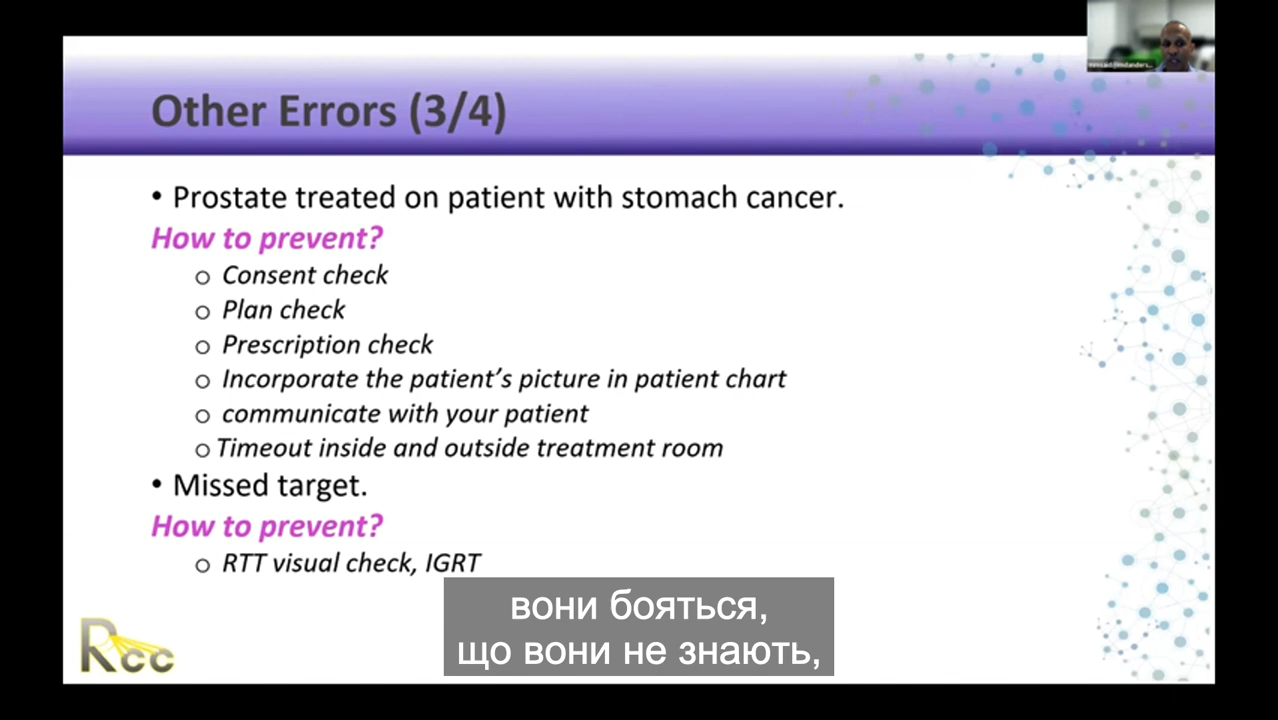 Other Errors (3/4)
• Prostate treated on patient with stomach cancer.
How to prevent?
o Consent check
o Plan check
o Prescription check
o Incorporate the patient's picture in patient chart
o communicate with your patient
o Timeout inside and outside treatment room
• Missed target.
How to prevent?
o RTT visual check, IGRT
вони бояться,
що вони не знають,
Rcc